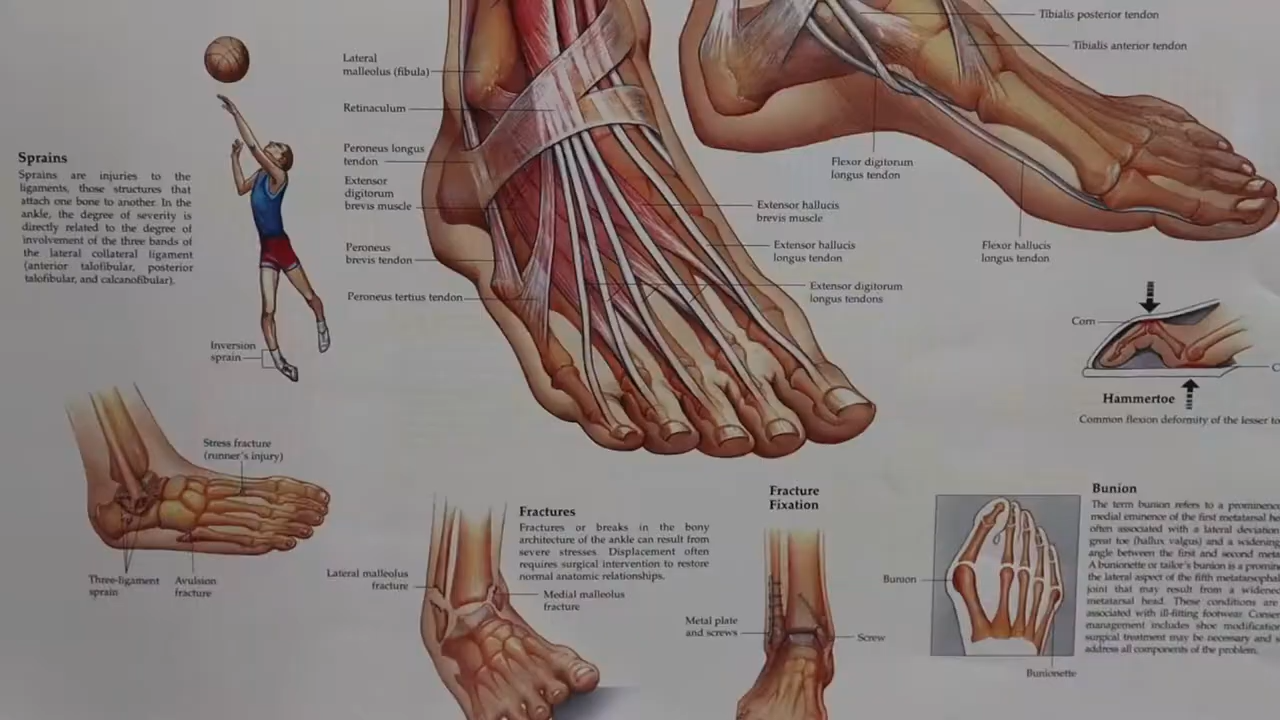 Tibialis posterior tendon
Tibialis anterior tendon
Lateral
malleolus (fibula)
Retinaculum
Peroneus longus
tendon
Extensor
digitorum
brevis muscle
Peroneus
brevis tendon
Peroneus tertius tendon
Flexor digitorum
longus tendon
Extensor hallucis
brevis muscle
Extensor hallucis
longus tendon
Extensor digitorum
longus tendons
Flexor hallucis
longus tendon
Sprains
Sprains are injuries to the
ligaments, those structures that
attach one bone to another. In the
ankle, the degree of severity is
directly related to the degree of
involvement of the three bands of
the lateral collateral ligament
(anterior talofibular, posterior
talofibular, and calcanofibular).
Inversion
sprain
Corn
C
Hammertoe
Common flexion deformity of the lesser to
Stress fracture
(runner's injury)
Three-ligament
sprain
Avulsion
fracture
Fractures
Fractures or breaks in the bony
architecture of the ankle can result from
severe stresses. Displacement often
requires surgical intervention to restore
normal anatomic relationships.
Lateral malleolus
fracture
Medial malleolus
fracture
Fracture
Fixation
Metal plate
and screws
Screw
Bunion
The term bunion refers to a prominence
medial eminence of the first metatarsal he
often associated with a lateral deviation
great toe (hallux valgus) and a widening
angle between the first and second meta
A bunionette or tailor's bunion is a promin
the lateral aspect of the fifth metatarsophal
joint that may result from a widened
metatarsal head. These conditions are
associated with ill-fitting footwear. Conser
management includes shoe modification
surgical treatment may be necessary and s
address all components of the problem.
Bunion
Bunionette